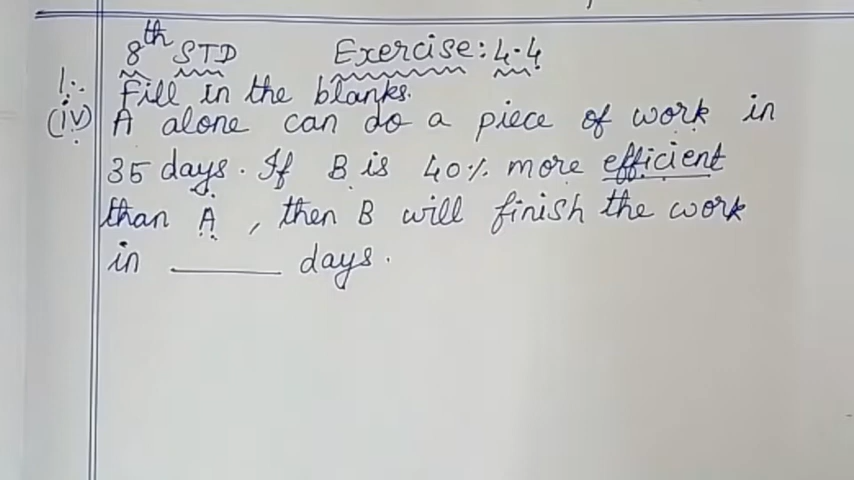 8th STD Exercise: 4.4
1. Fill in the blanks.
(iv) A alone can do a piece of work in
35 days. If B is 40% more efficient
than A, then B will finish the work
in ______ days.